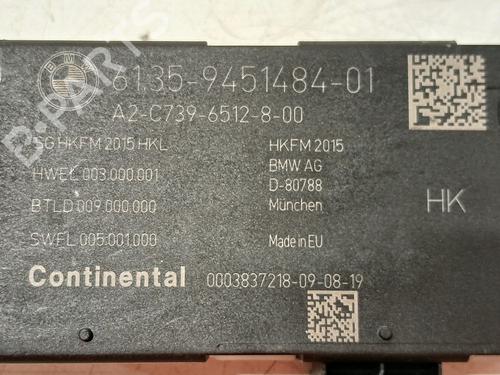 BMW
6135-9451484-01
A2-C739-6512-8-00
SG HKFM 2015 HKL
HWEL 003.000.001
BTLD 009.000.000
SWFL 005.001.000
HKFM 2015
BMW AG
D-80788
München
Made in EU
HK
Continental 0003837218-09-08-19
B-PARTS